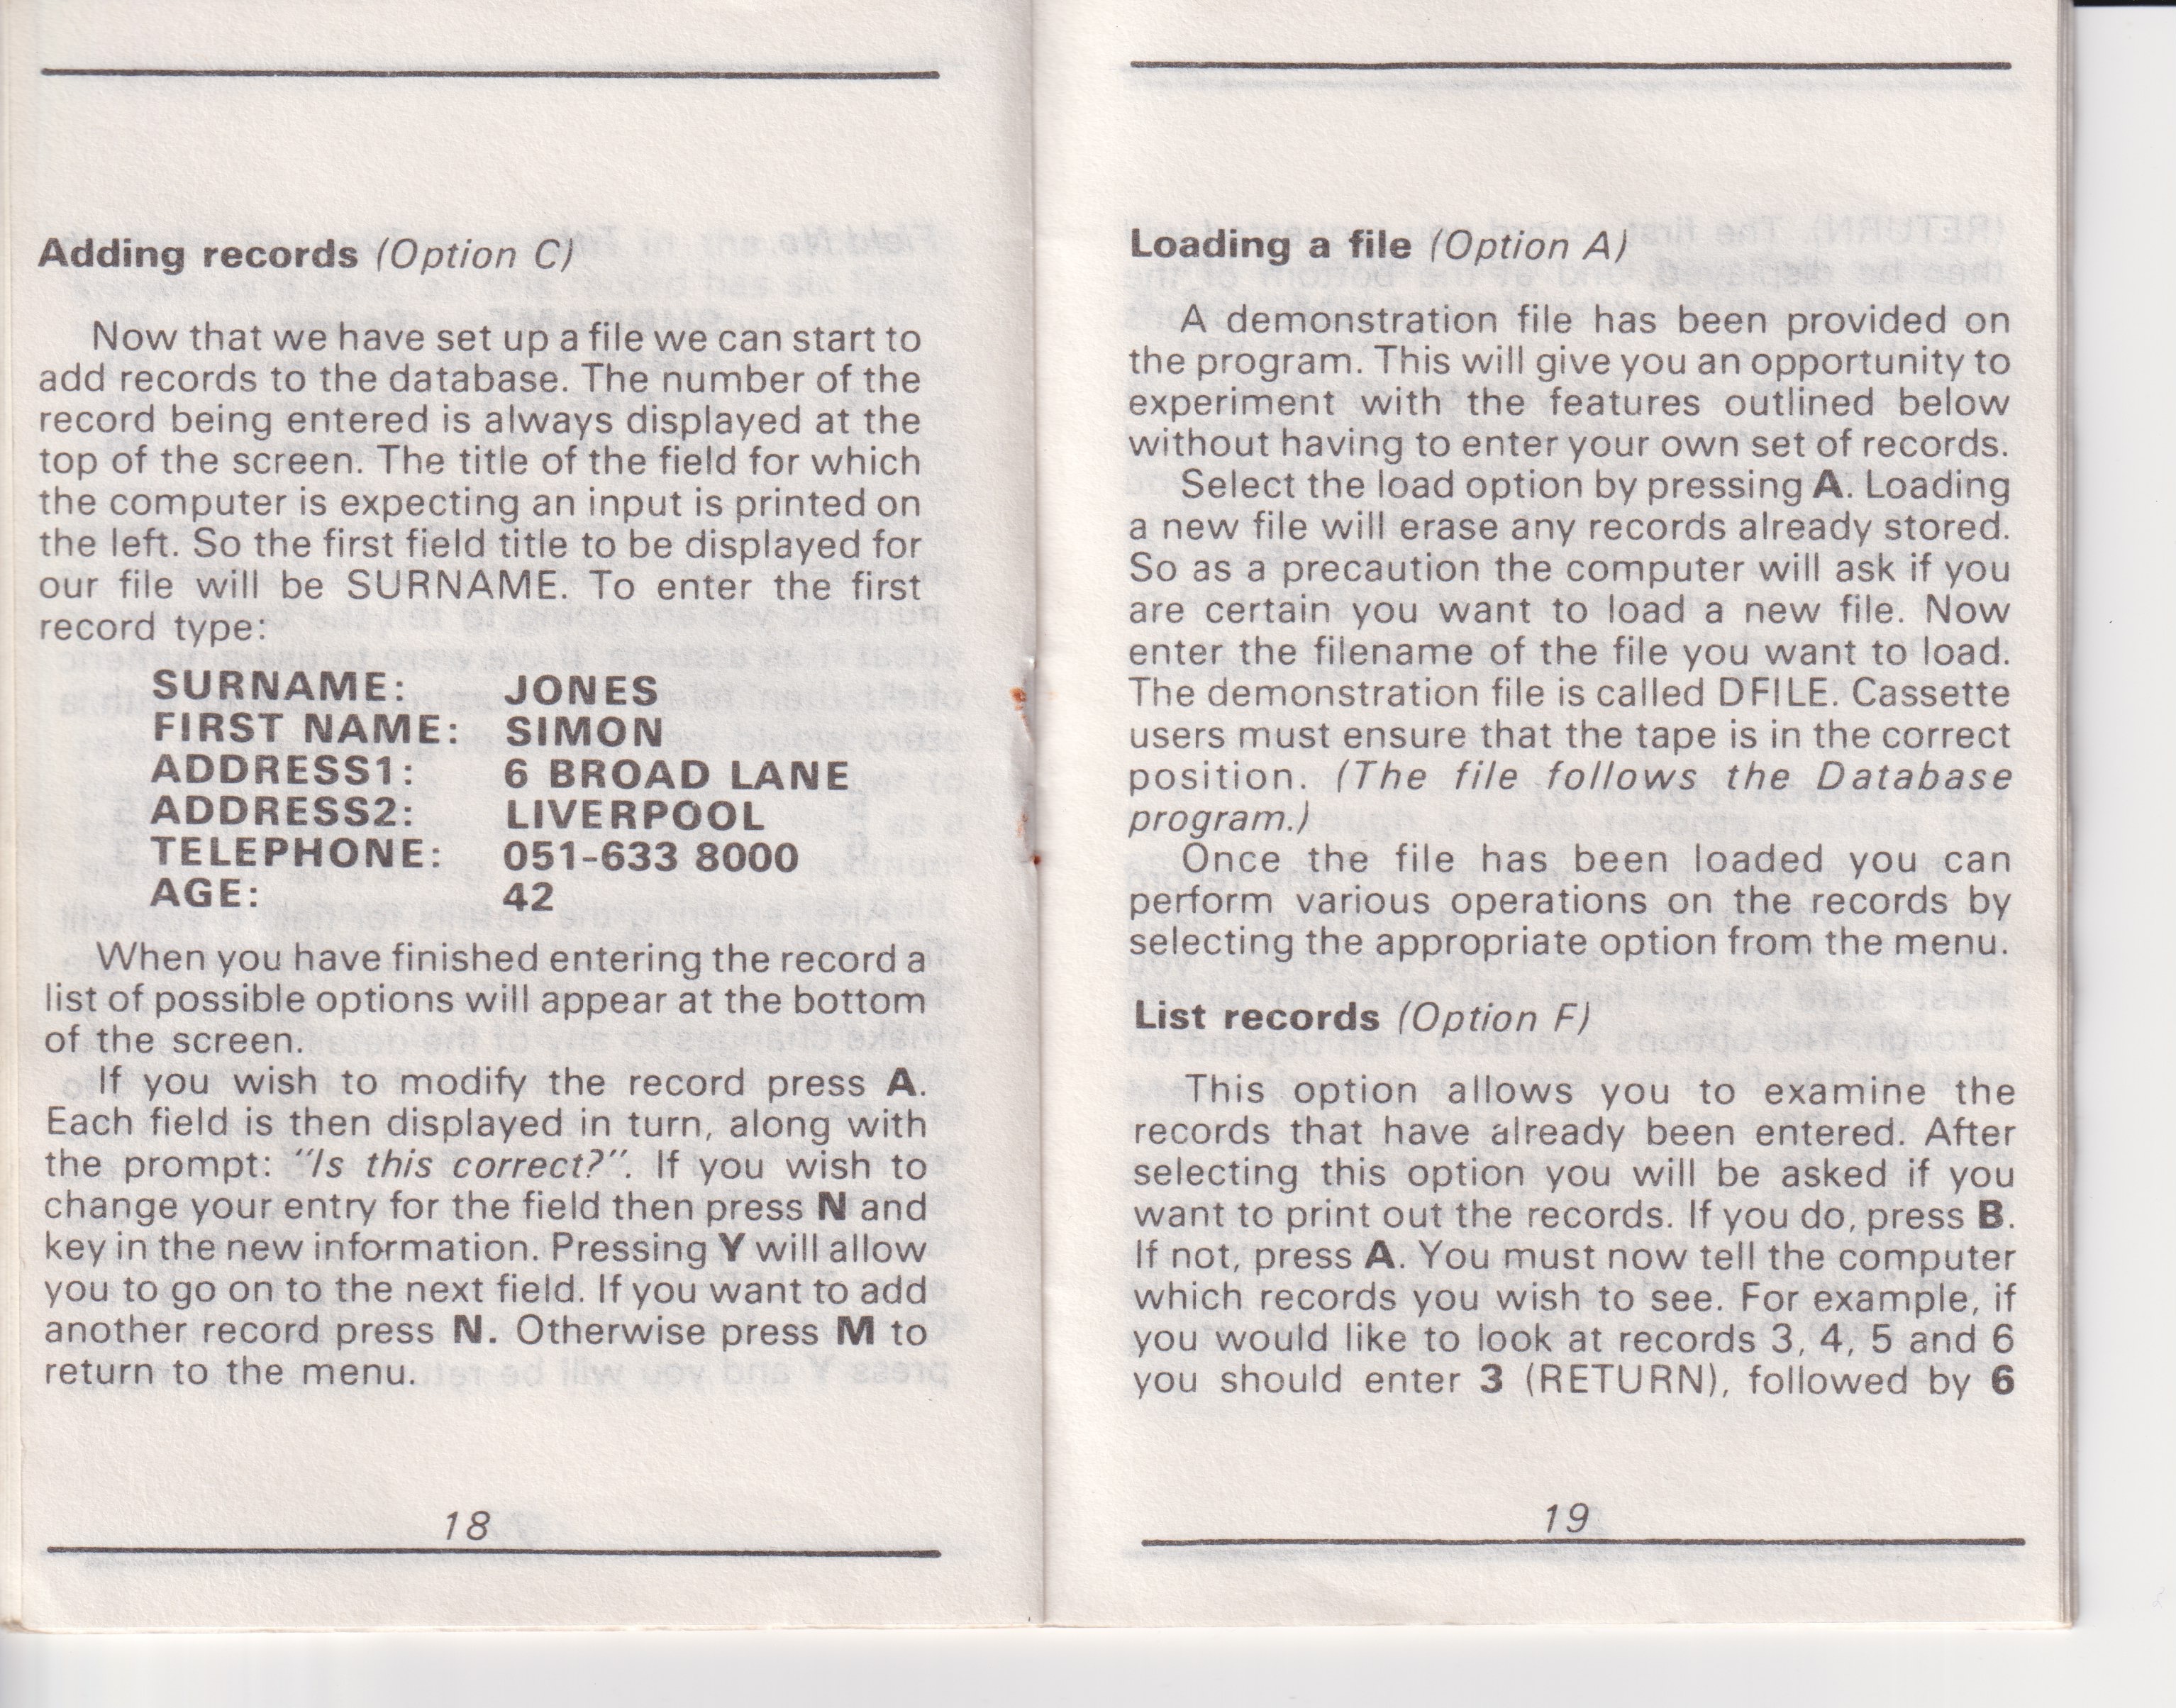 Adding records (Option C)
Now that we have set up a file we can start to
add records to the database. The number of the
record being entered is always displayed at the
top of the screen. The title of the field for which
the computer is expecting an input is printed on
the left. So the first field title to be displayed for
our file will be SURNAME. To enter the first
record type:
SURNAME: JONES
FIRST NAME: SIMON
ADDRESS1: 6 BROAD LANE
ADDRESS2: LIVERPOOL
TELEPHONE: 051-633 8000
AGE: 42
When you have finished entering the record a
list of possible options will appear at the bottom
of the screen.
If you wish to modify the record press A.
Each field is then displayed in turn, along with
the prompt: "Is this correct?". If you wish to
change your entry for the field then press N and
key in the new information. Pressing Y will allow
you to go on to the next field. If you want to add
another record press N. Otherwise press M to
return to the menu.
18
Loading a file (Option A)
A demonstration file has been provided on
the program. This will give you an opportunity to
experiment with the features outlined below
without having to enter your own set of records.
Select the load option by pressing A. Loading
a new file will erase any records already stored.
So as a precaution the computer will ask if you
are certain you want to load a new file. Now
enter the filename of the file you want to load.
The demonstration file is called DFILE. Cassette
users must ensure that the tape is in the correct
position. (The file follows the Database
program.)
Once the file has been loaded you can
perform various operations on the records by
selecting the appropriate option from the menu.
List records (Option F)
This option allows you to examine the
records that have already been entered. After
selecting this option you will be asked if you
want to print out the records. If you do, press B.
If not, press A. You must now tell the computer
which records you wish to see. For example, if
you would like to look at records 3, 4, 5 and 6
you should enter 3 (RETURN), followed by 6
19